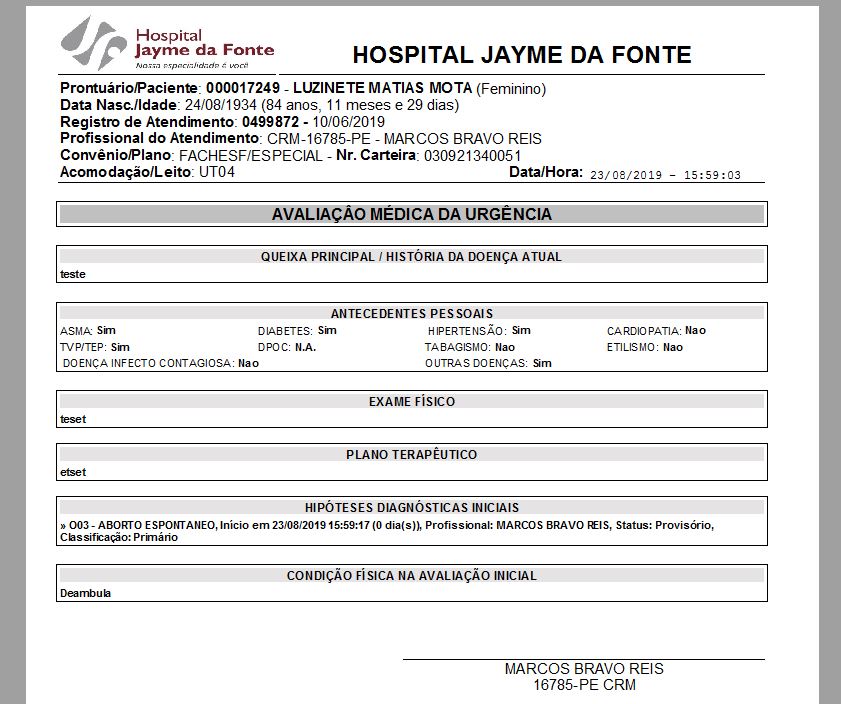 Hospital
Jayme da Fonte
Nossa especialidade é você
HOSPITAL JAYME DA FONTE
Prontuário/Paciente: 000017249 - LUZINETE MATIAS MOTA (Feminino)
Data Nasc./Idade: 24/08/1934 (84 anos, 11 meses e 29 dias)
Registro de Atendimento: 0499872 - 10/06/2019
Profissional do Atendimento: CRM-16785-PE - MARCOS BRAVO REIS
Convênio/Plano: FACHESF/ESPECIAL - Nr. Carteira: 030921340051
Acomodação/Leito: UT04 Data/Hora: 23/08/2019 - 15:59:03
AVALIAÇÃO MÉDICA DA URGÊNCIA
QUEIXA PRINCIPAL / HISTÓRIA DA DOENÇA ATUAL
teste
ANTECEDENTES PESSOAIS
ASMA: Sim DIABETES: Sim HIPERTENSÃO: Sim CARDIOPATIA: Nao
TVP/TEP: Sim DPOC: N.A. TABAGISMO: Nao ETILISMO: Nao
DOENÇA INFECTO CONTAGIOSA: Nao OUTRAS DOENÇAS: Sim
EXAME FÍSICO
teset
PLANO TERAPÊUTICO
etset
HIPÓTESES DIAGNÓSTICAS INICIAIS
» O03 - ABORTO ESPONTANEO, Início em 23/08/2019 15:59:17 (0 dia(s)), Profissional: MARCOS BRAVO REIS, Status: Provisório,
Classificação: Primário
CONDIÇÃO FÍSICA NA AVALIAÇÃO INICIAL
Deambula
MARCOS BRAVO REIS
16785-PE CRM